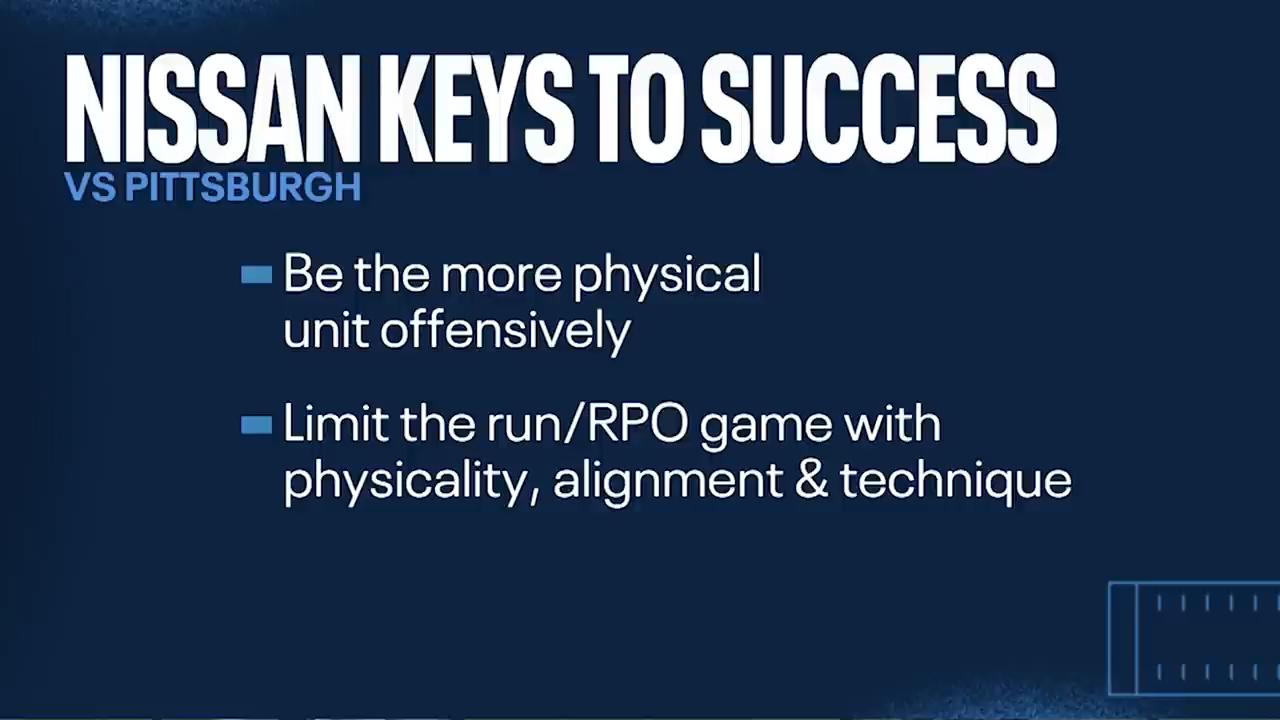 NISSAN KEYS TO SUCCESS
VS PITTSBURGH
Be the more physical
unit offensively
Limit the run/RPO game with
physicality, alignment & technique